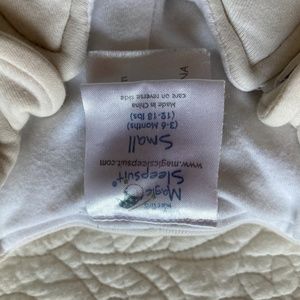 Magic
Sleepsuit®
www.magicsleepsuit.com
Small
(3-6 Months)
(12-18 lbs)
Made in China
care on reverse side